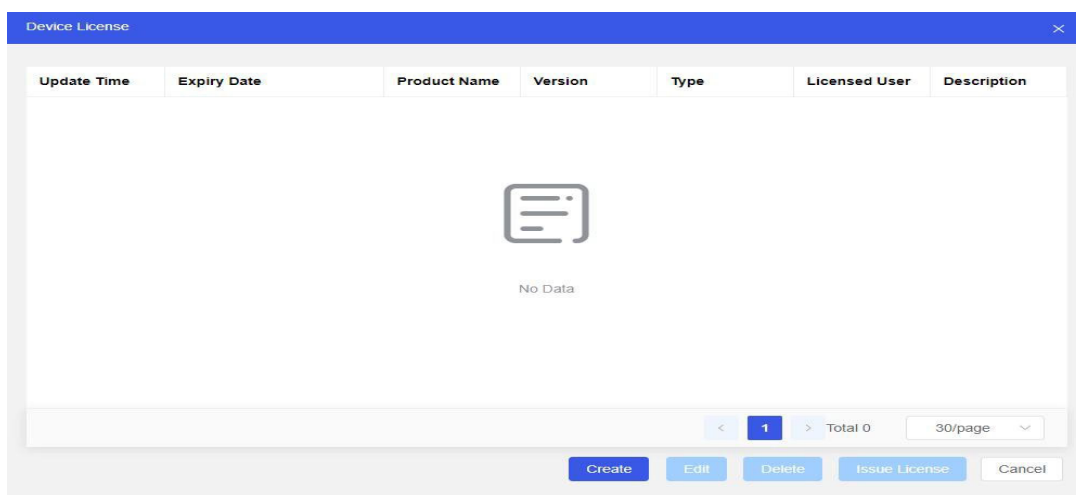 Device License
Update Time Expiry Date Product Name Version Type Licensed User Description
No Data
< 1 > Total 0 30/page
Create Edit Delete Issue License Cancel